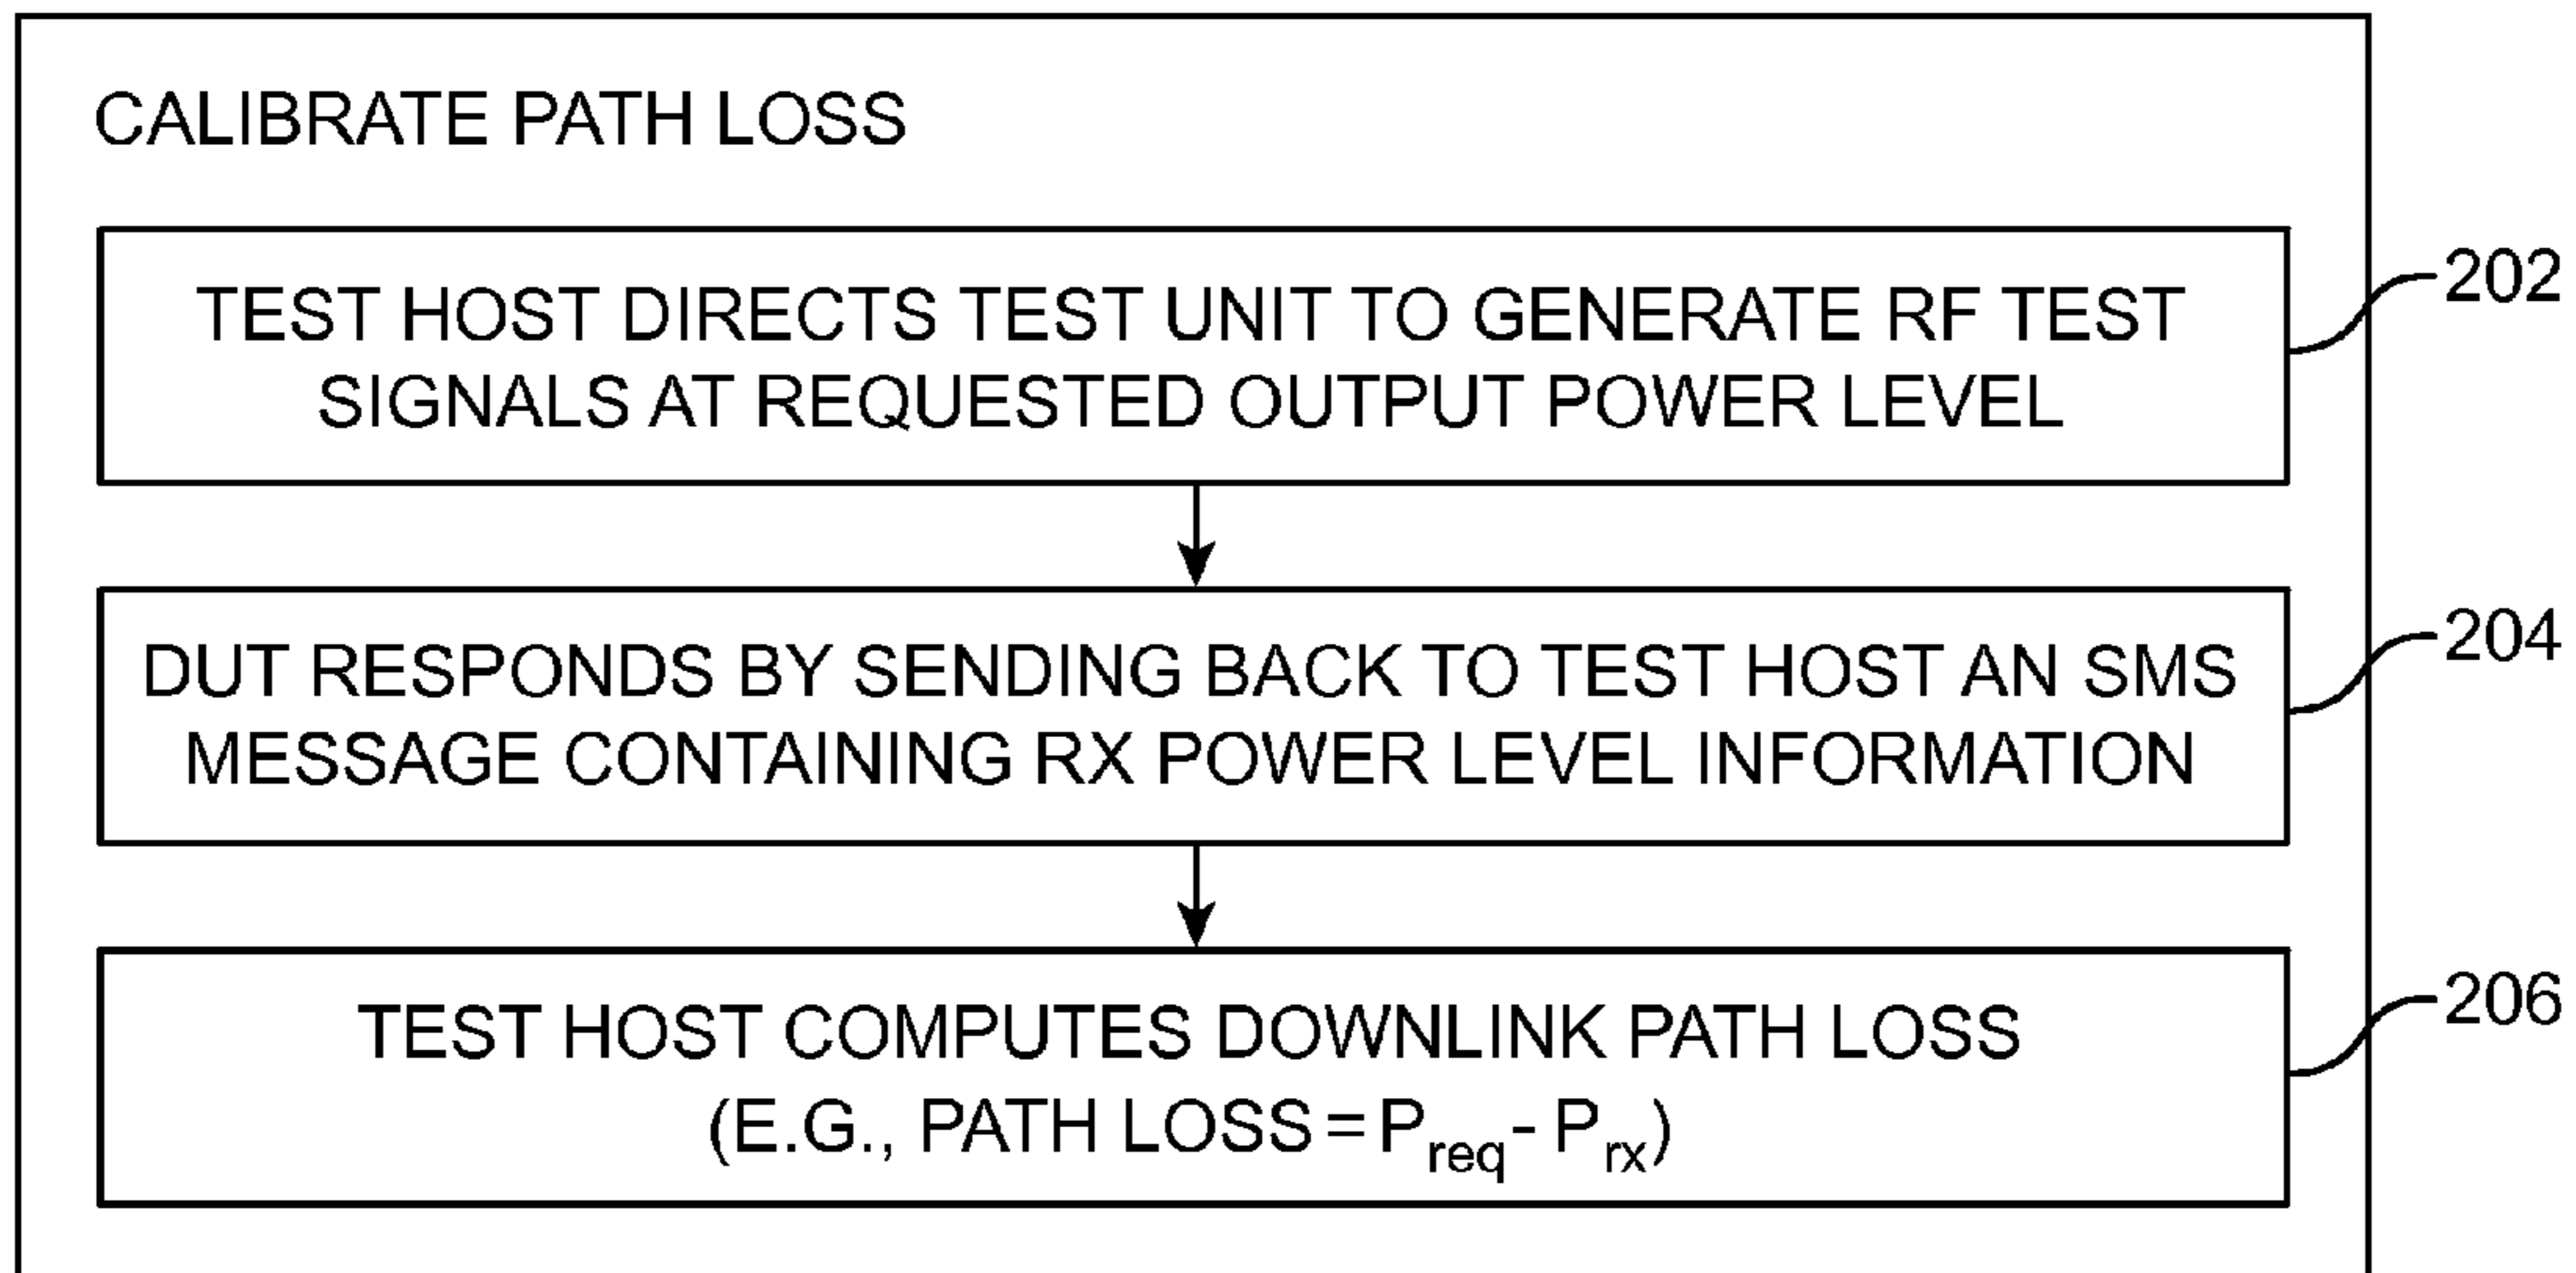 CALIBRATE PATH LOSS
TEST HOST DIRECTS TEST UNIT TO GENERATE RF TEST
SIGNALS AT REQUESTED OUTPUT POWER LEVEL
202
DUT RESPONDS BY SENDING BACK TO TEST HOST AN SMS
MESSAGE CONTAINING RX POWER LEVEL INFORMATION
204
TEST HOST COMPUTES DOWNLINK PATH LOSS
(E.G., PATH LOSS = Preq - Prx)
206